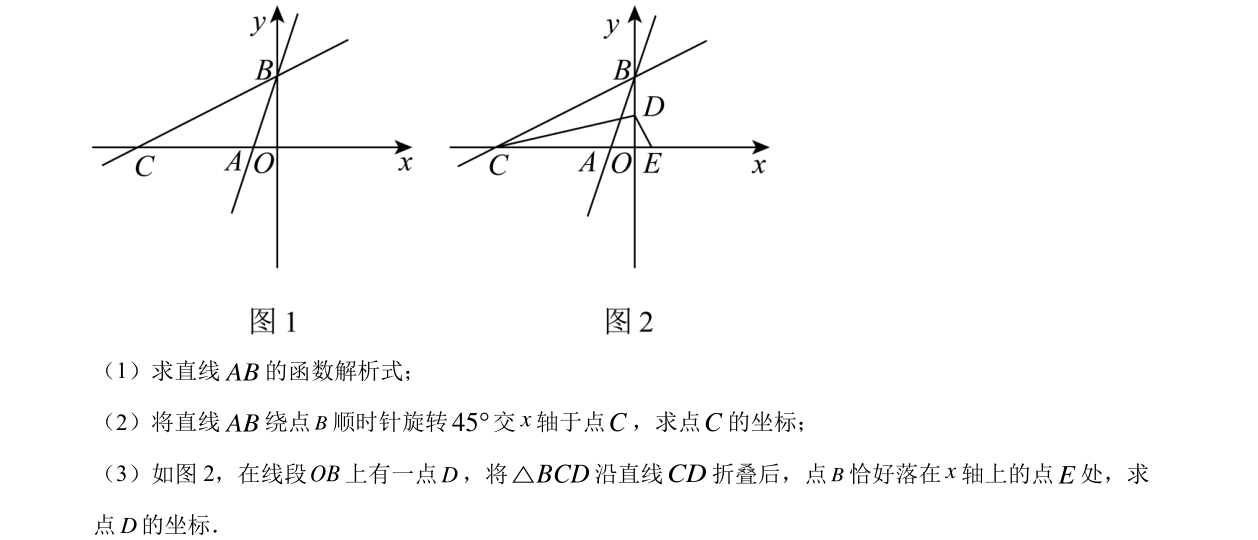 y
B
C
A
O
x
y
B
D
C
A
O
E
x
图 1
图 2
（1）求直线 AB 的函数解析式；
（2）将直线 AB 绕点 B 顺时针旋转 45° 交 x 轴于点 C ，求点 C 的坐标；
（3）如图 2，在线段 OB 上有一点 D ，将 △BCD 沿直线 CD 折叠后，点 B 恰好落在 x 轴上的点 E 处，求
点 D 的坐标．